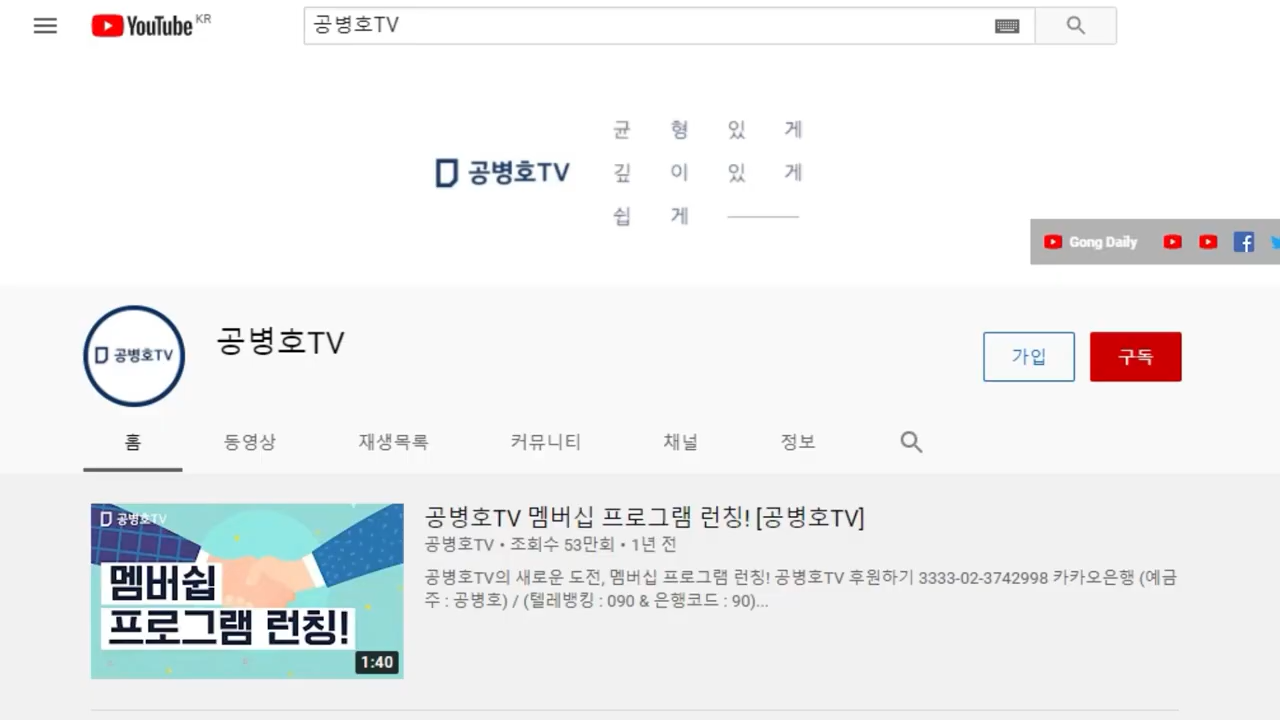 YouTube KR
공병호TV
균형있게
공병호TV
깊이있게
쉽게
Gong Daily
공병호TV
공병호TV
가입
구독
홈
동영상
재생목록
커뮤니티
채널
정보
공병호TV
멤버쉽
프로그램 런칭!
1:40
공병호TV 멤버십 프로그램 런칭! [공병호TV]
공병호TV • 조회수 53만회 • 1년 전
공병호TV의 새로운 도전, 멤버십 프로그램 런칭! 공병호TV 후원하기 3333-02-3742998 카카오은행 (예금
주 : 공병호) / (텔레뱅킹 : 090 & 은행코드 : 90)...